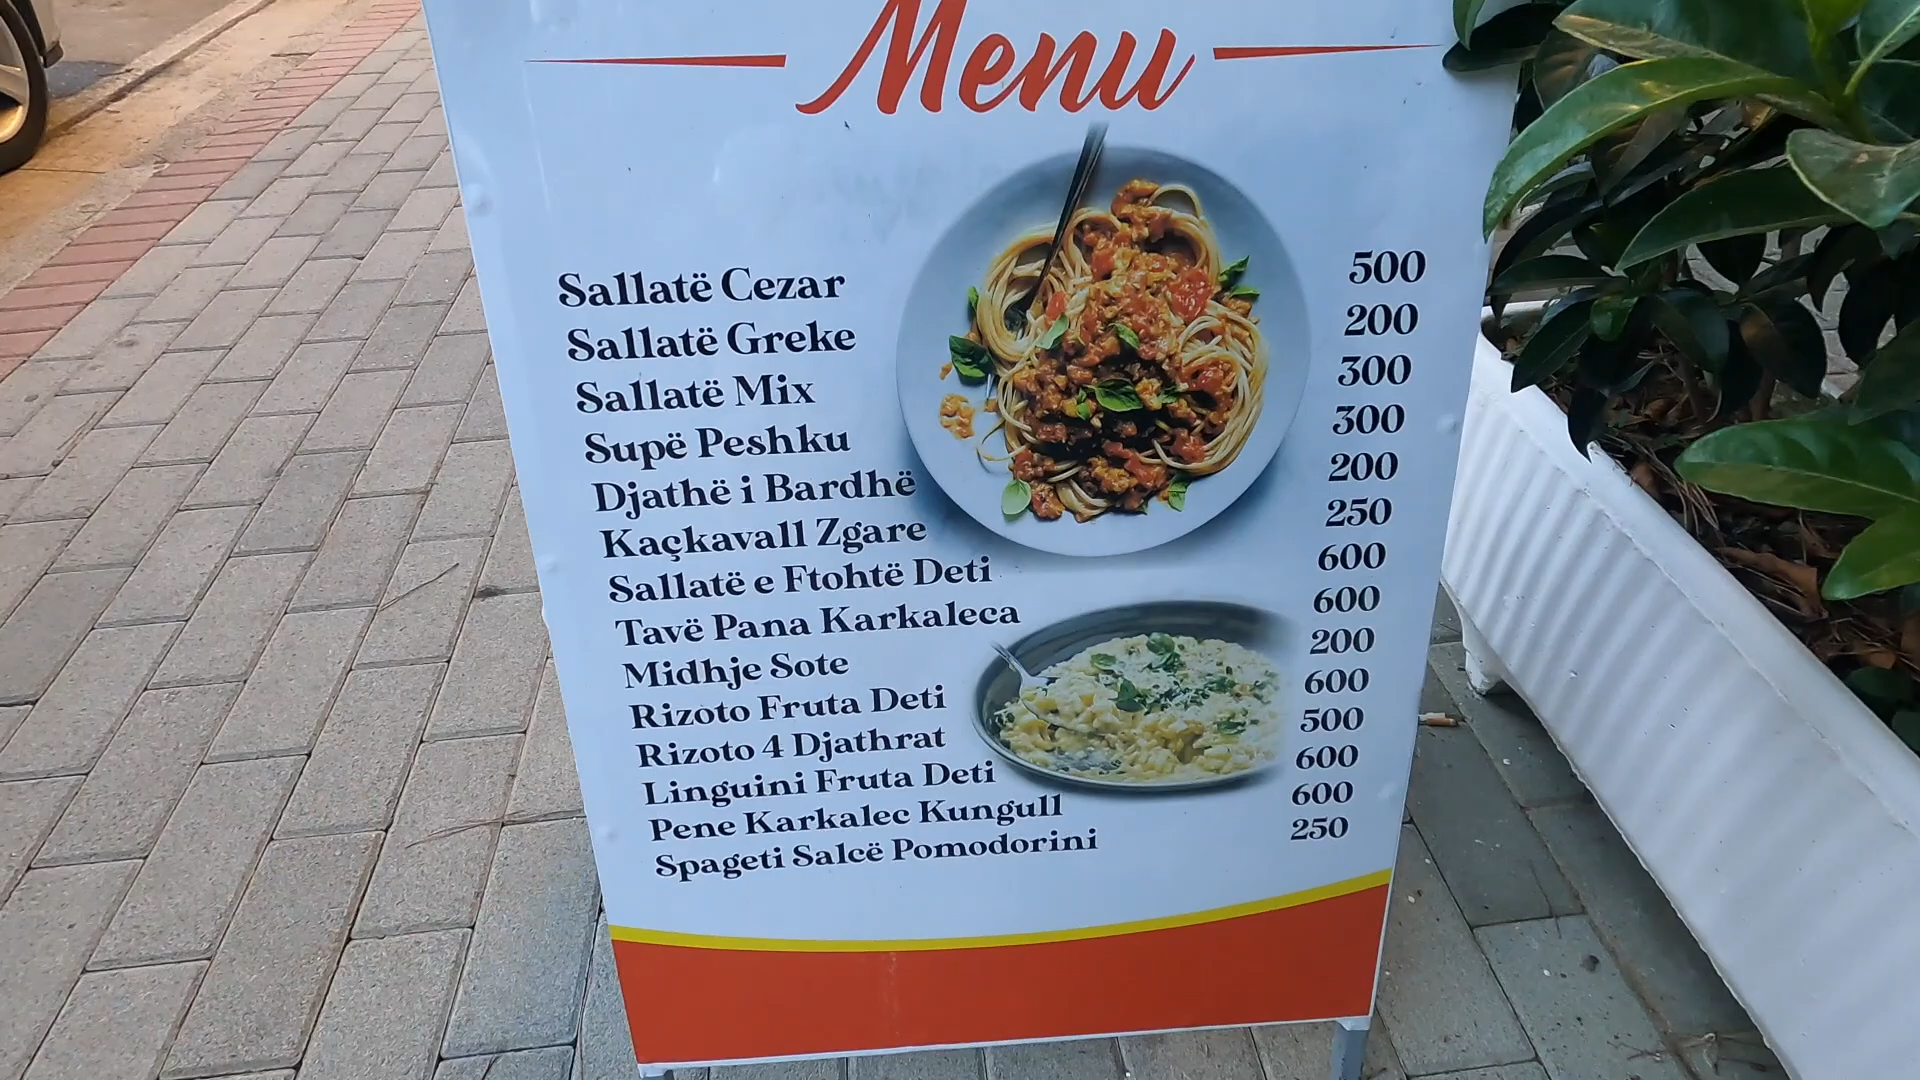 Menu
Sallatë Cezar 500
Sallatë Greke 200
Sallatë Mix 300
Supë Peshku 300
Djathë i Bardhë 200
Kaçkavall Zgare 250
Sallatë e Ftohtë Deti 600
Tavë Pana Karkaleca 600
Midhje Sote 200
Rizoto Fruta Deti 600
Rizoto 4 Djathrat 500
Linguini Fruta Deti 600
Pene Karkalec Kungull 600
Spageti Salcë Pomodorini 250